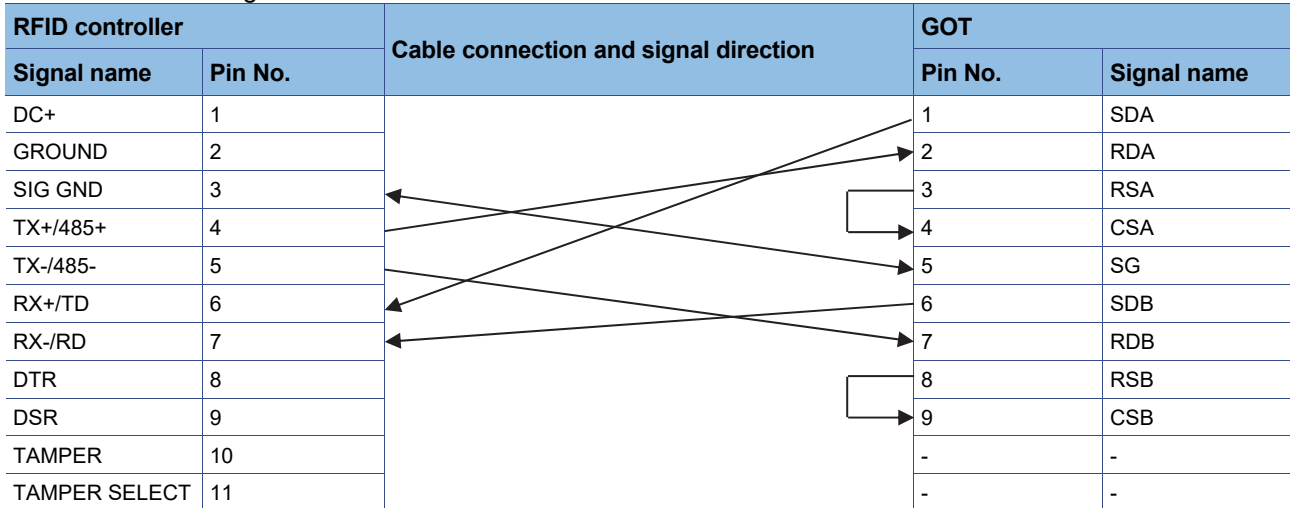 RFID controller Cable connection and signal direction GOT
Signal name Pin No. Pin No. Signal name
DC+ 1 1 SDA
GROUND 2 2 RDA
SIG GND 3 3 RSA
TX+/485+ 4 4 CSA
TX-/485- 5 5 SG
RX+/TD 6 6 SDB
RX-/RD 7 7 RDB
DTR 8 8 RSB
DSR 9 9 CSB
TAMPER 10 - -
TAMPER SELECT 11 - -